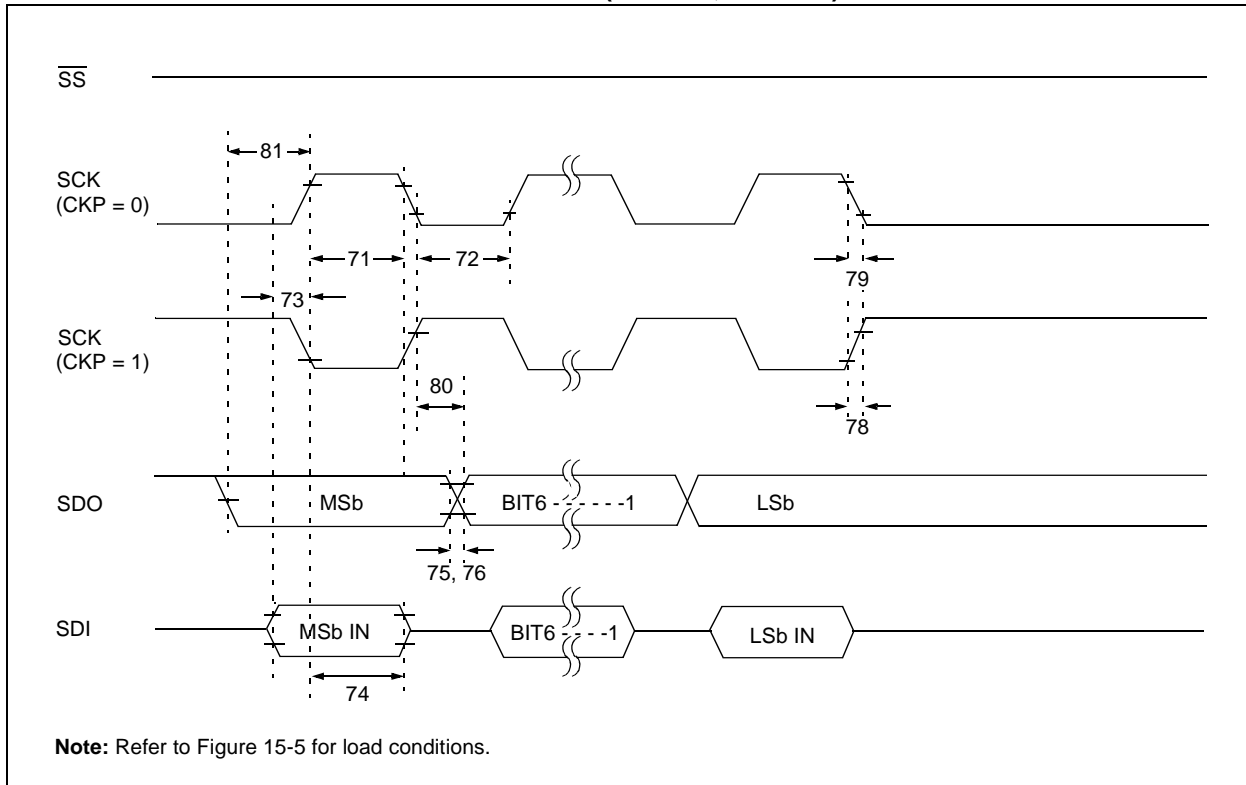 SS
81
SCK
(CKP = 0)
71
72
79
73
SCK
(CKP = 1)
80
78
SDO
MSb
BIT6 - - - - - -1
LSb
75, 76
SDI
MSb IN
BIT6 - - - - -1
LSb IN
74
Note: Refer to Figure 15-5 for load conditions.